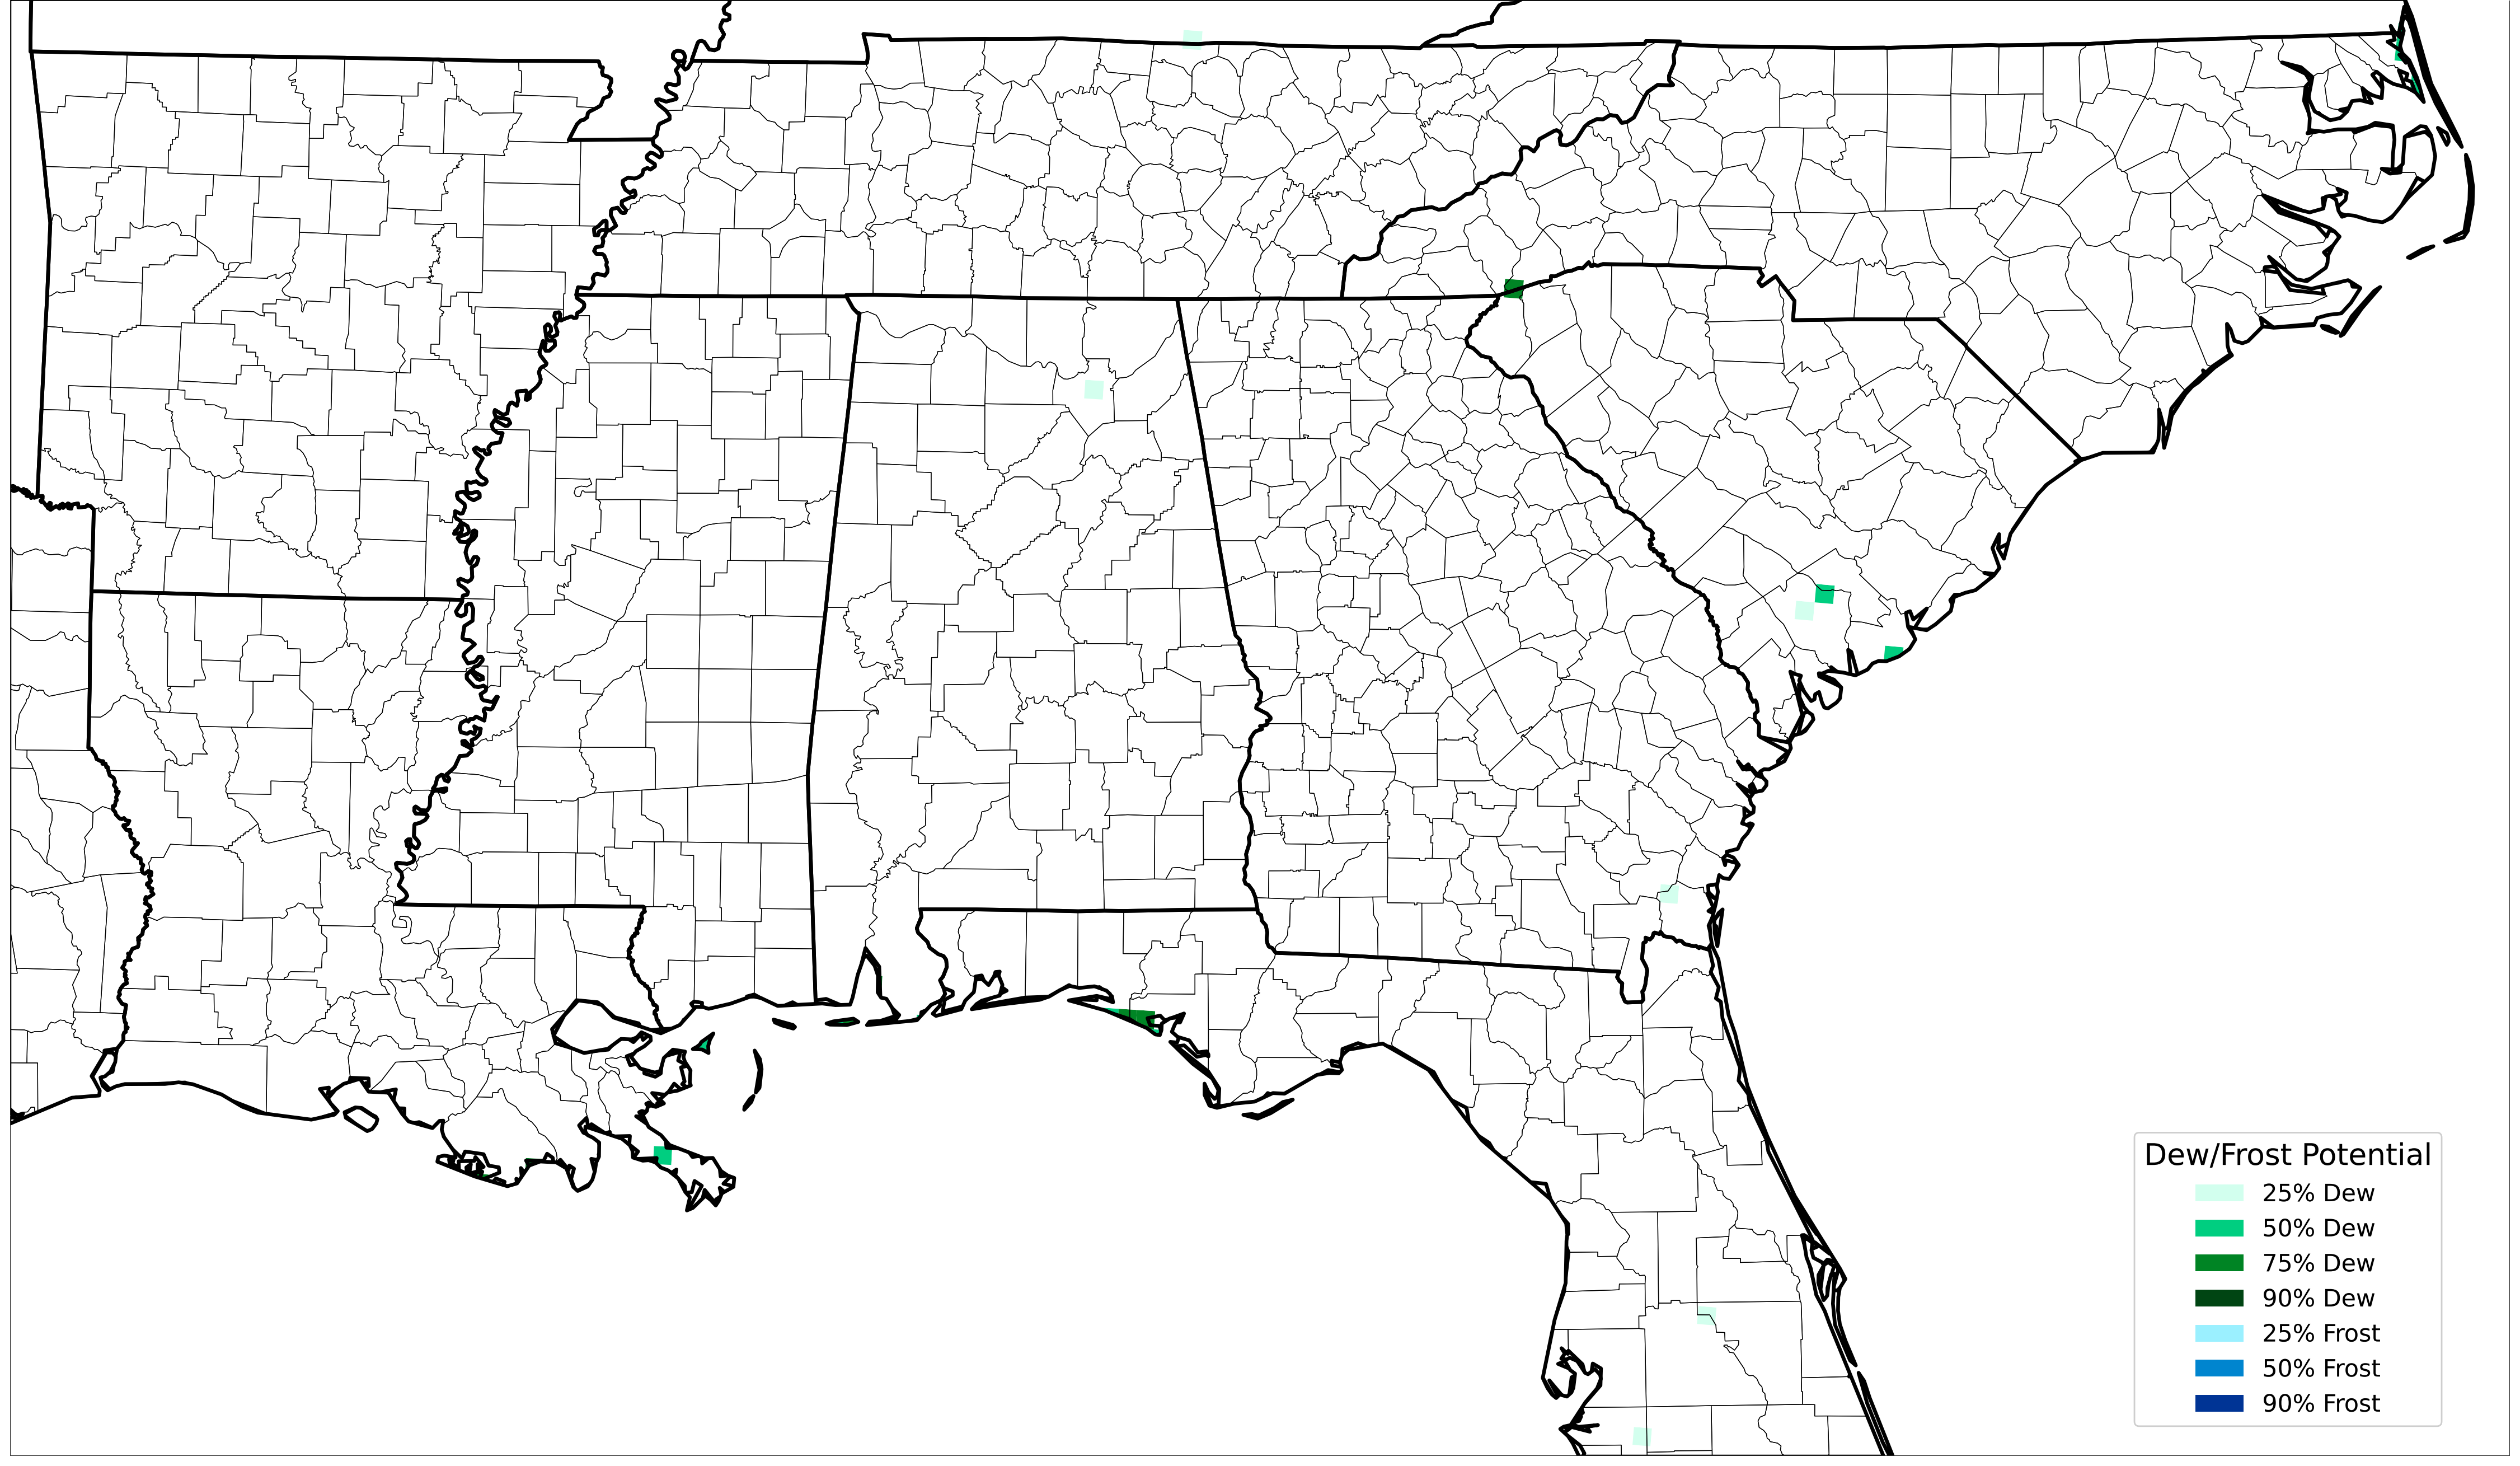 Dew/Frost Potential
25% Dew
50% Dew
75% Dew
90% Dew
25% Frost
50% Frost
90% Frost